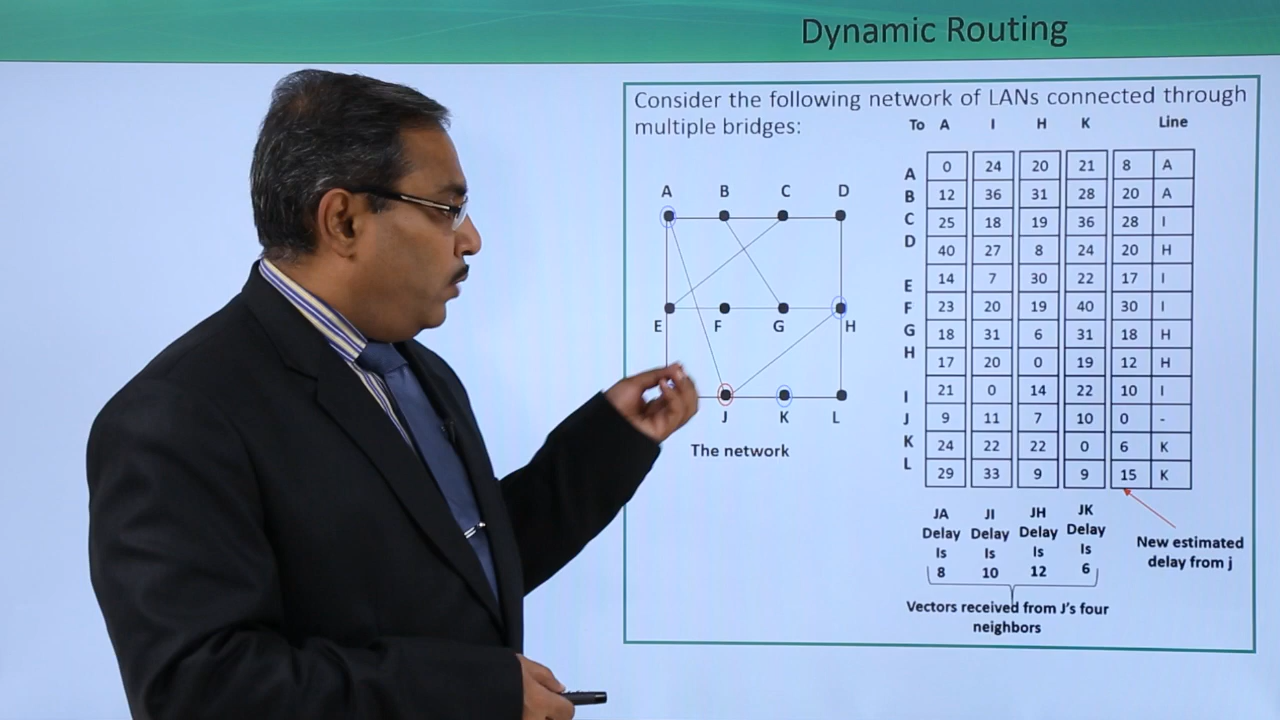 Dynamic Routing
Consider the following network of LANs connected through
multiple bridges:
A B C D
E F G H
J K L
The network
To A I H K Line
A 0 24 20 21 8 A
B 12 36 31 28 20 A
C 25 18 19 36 28 I
D 40 27 8 24 20 H
E 14 7 30 22 17 I
F 23 20 19 40 30 I
G 18 31 6 31 18 H
H 17 20 0 19 12 H
I 21 0 14 22 10 I
J 9 11 7 10 0 -
K 24 22 22 0 6 K
L 29 33 9 9 15 K
JA JI JH JK
Delay Delay Delay Delay
Is Is Is Is
8 10 12 6
New estimated
delay from j
Vectors received from J's four
neighbors